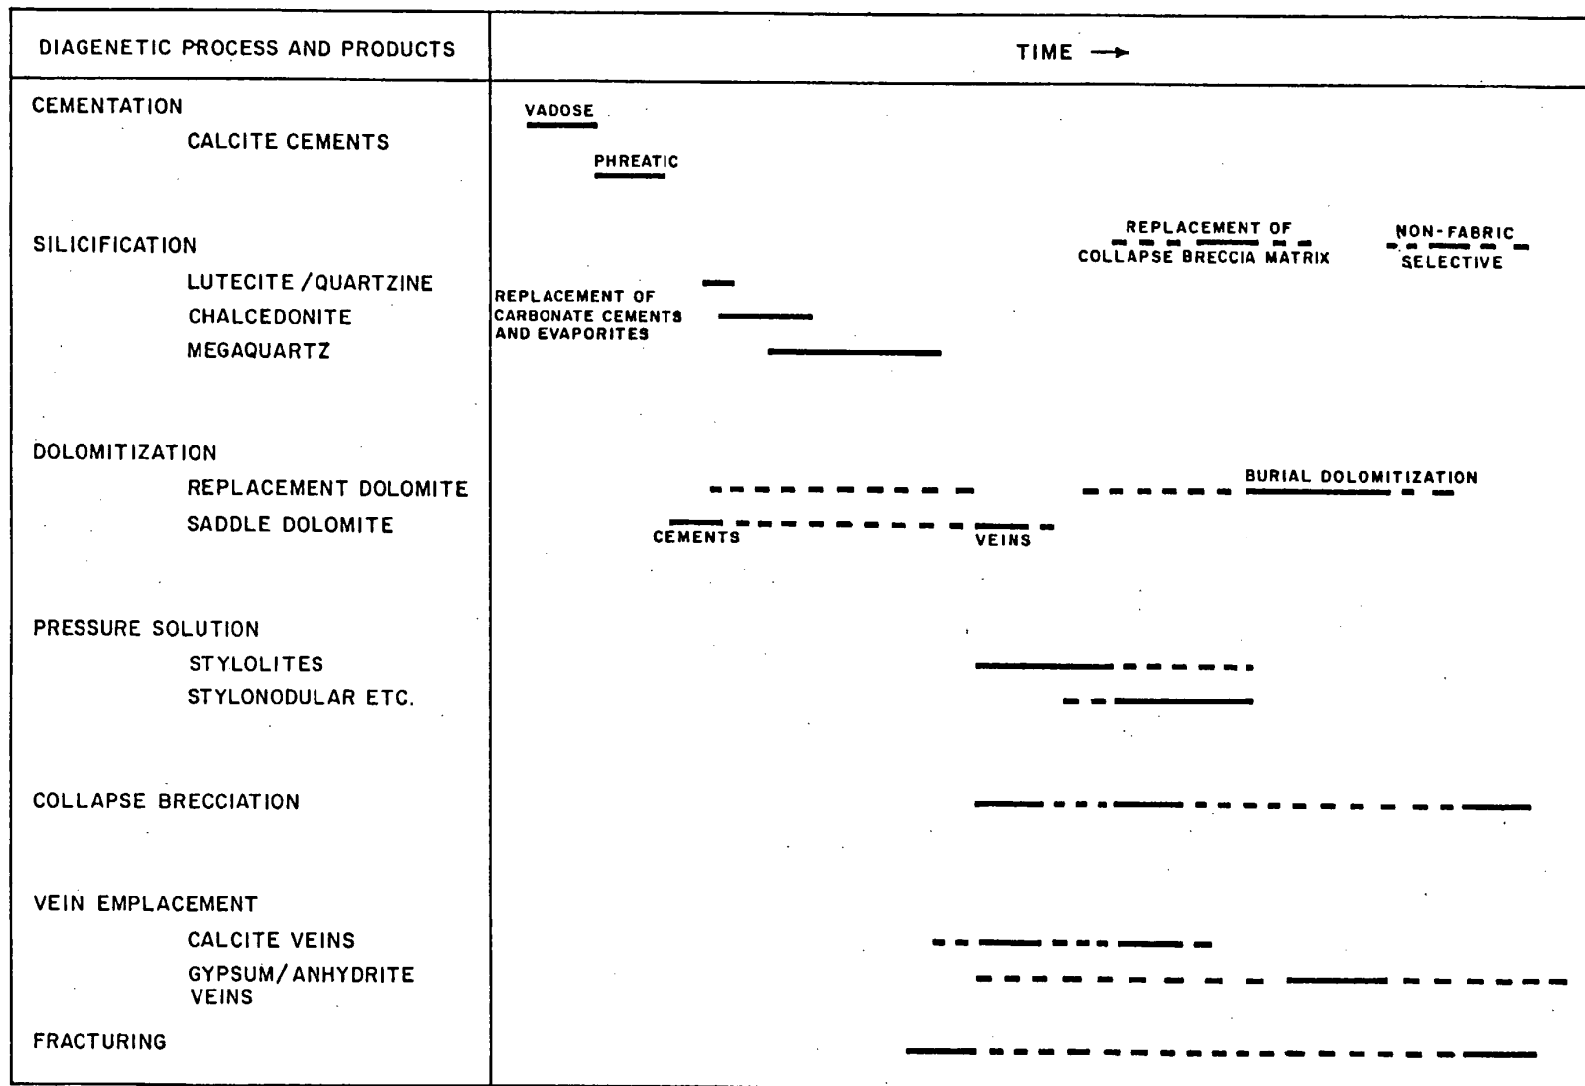 DIAGENETIC PROCESS AND PRODUCTS
TIME →
CEMENTATION
VADOSE
CALCITE CEMENTS
PHREATIC
SILICIFICATION
REPLACEMENT OF
COLLAPSE BRECCIA MATRIX
NON-FABRIC
SELECTIVE
LUTECITE/QUARTZINE
CHALCEDONITE
MEGAQUARTZ
REPLACEMENT OF
CARBONATE CEMENTS
AND EVAPORITES
DOLOMITIZATION
REPLACEMENT DOLOMITE
BURIAL DOLOMITIZATION
SADDLE DOLOMITE
CEMENTS
VEINS
PRESSURE SOLUTION
STYLOLITES
STYLONODULAR ETC.
COLLAPSE BRECCIATION
VEIN EMPLACEMENT
CALCITE VEINS
GYPSUM/ANHYDRITE
VEINS
FRACTURING